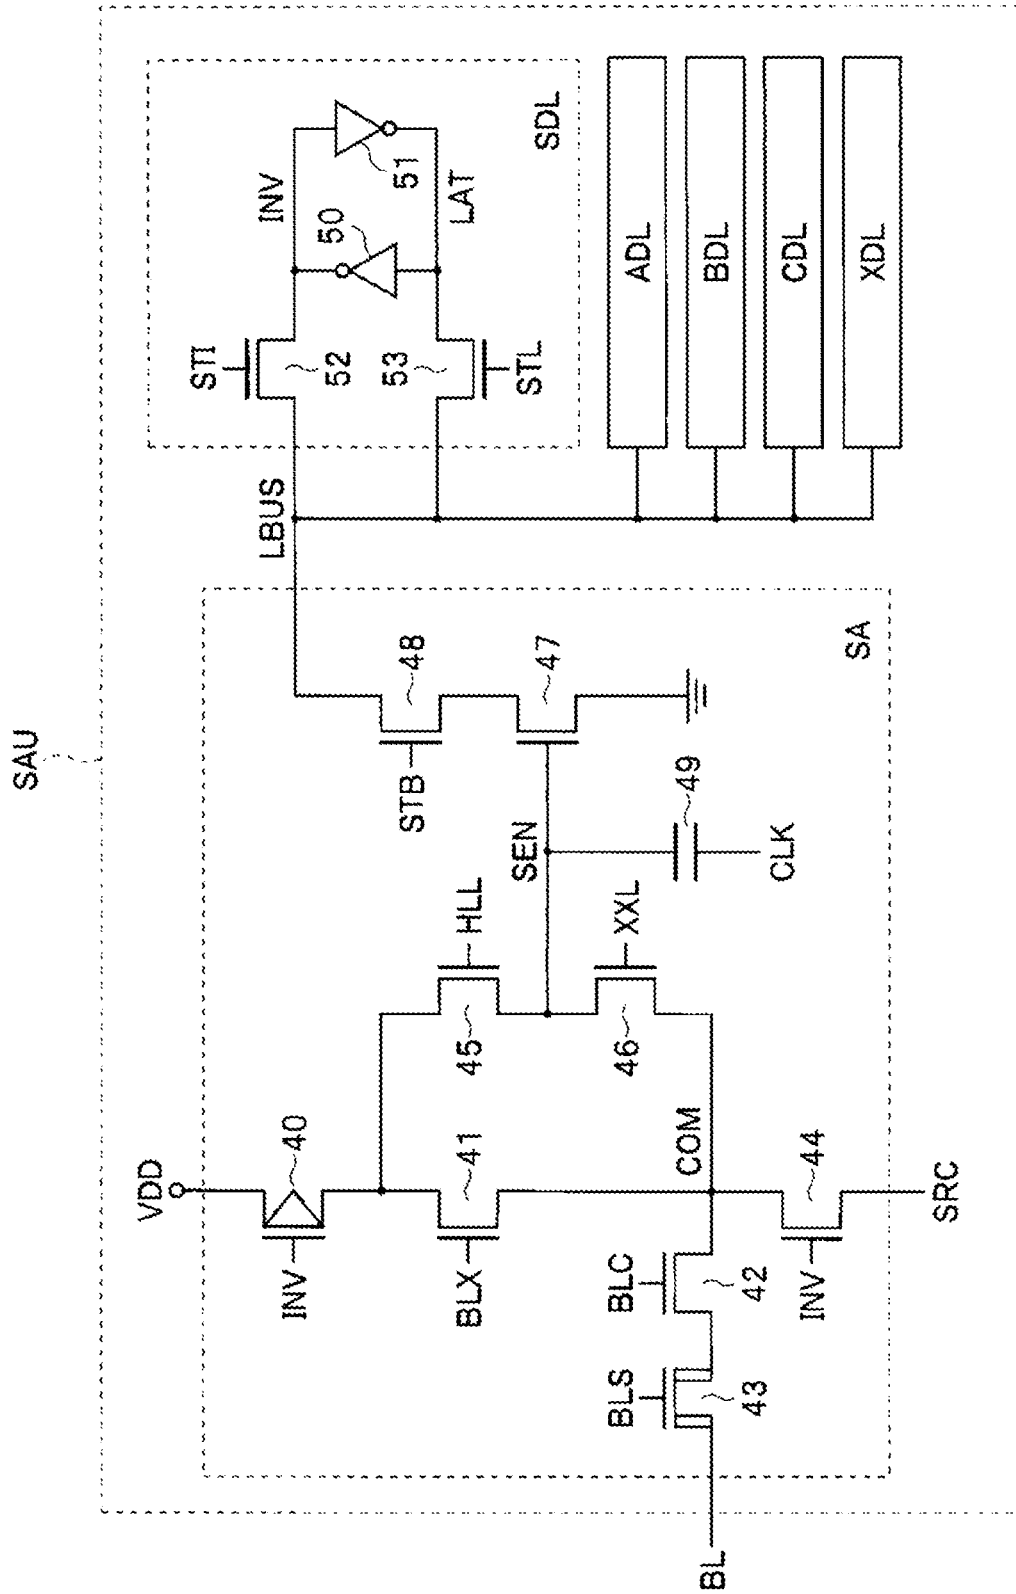 SAU
VDD
INV
40
BLX
41
HLL
45
STB
48
SEN
47
XXL
46
49
CLK
COM
BLS
43
BLC
42
INV
44
SRC
BL
SA
LBUS
STI
52
INV
50
51
53
STL
LAT
SDL
ADL
BDL
CDL
XDL